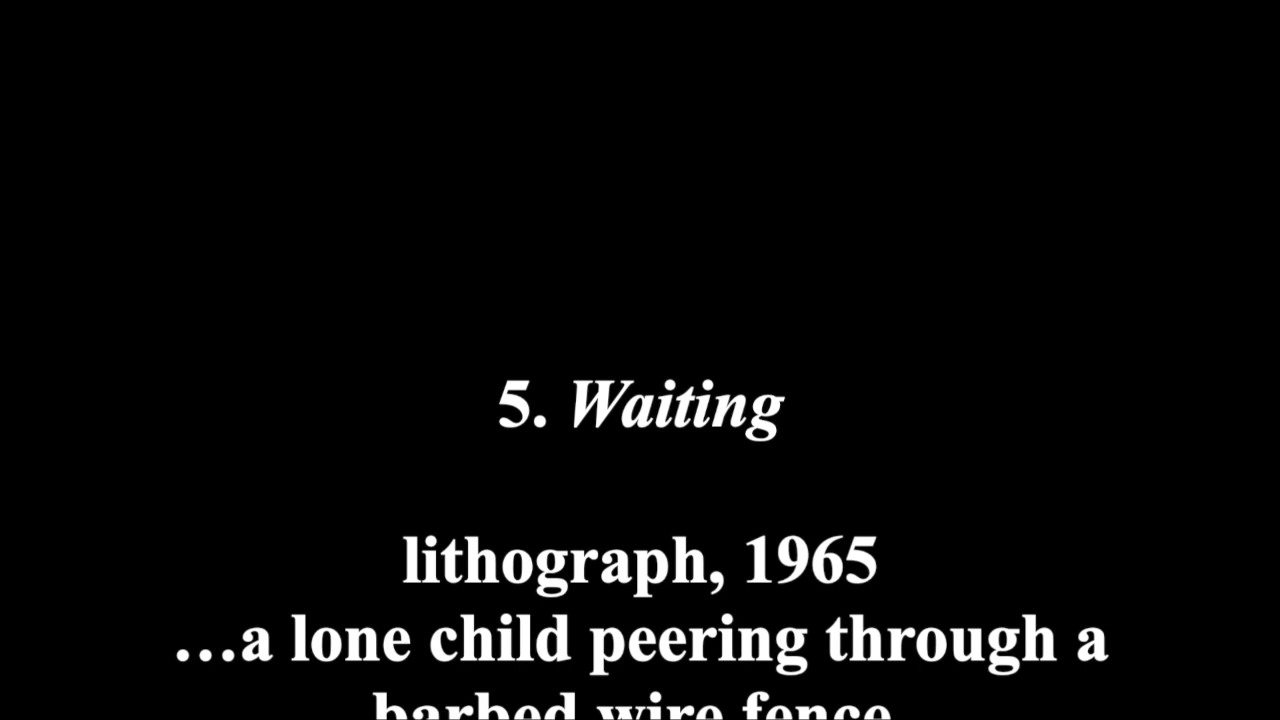 5. Waiting
lithograph, 1965
…a lone child peering through a
barbed wire fence